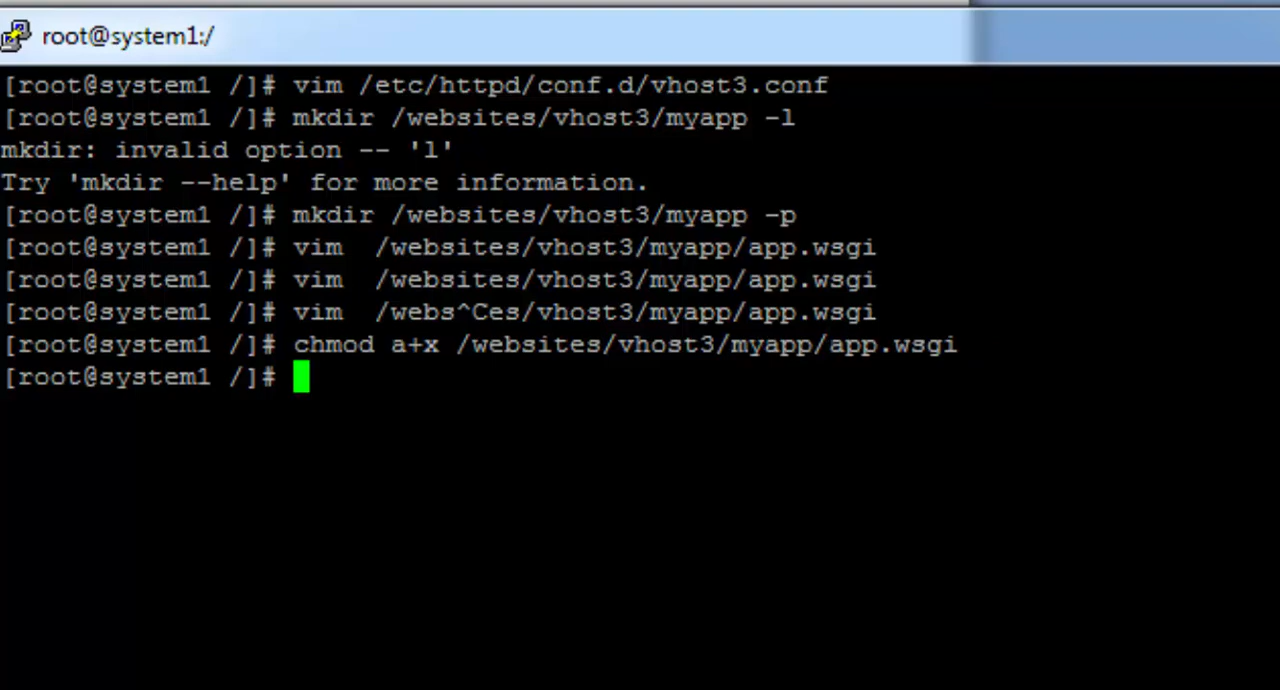 root@system1:/
[root@system1 /]# vim /etc/httpd/conf.d/vhost3.conf
[root@system1 /]# mkdir /websites/vhost3/myapp -l
mkdir: invalid option -- 'l'
Try 'mkdir --help' for more information.
[root@system1 /]# mkdir /websites/vhost3/myapp -p
[root@system1 /]# vim  /websites/vhost3/myapp/app.wsgi
[root@system1 /]# vim  /websites/vhost3/myapp/app.wsgi
[root@system1 /]# vim  /webs^Ces/vhost3/myapp/app.wsgi
[root@system1 /]# chmod a+x /websites/vhost3/myapp/app.wsgi
[root@system1 /]#